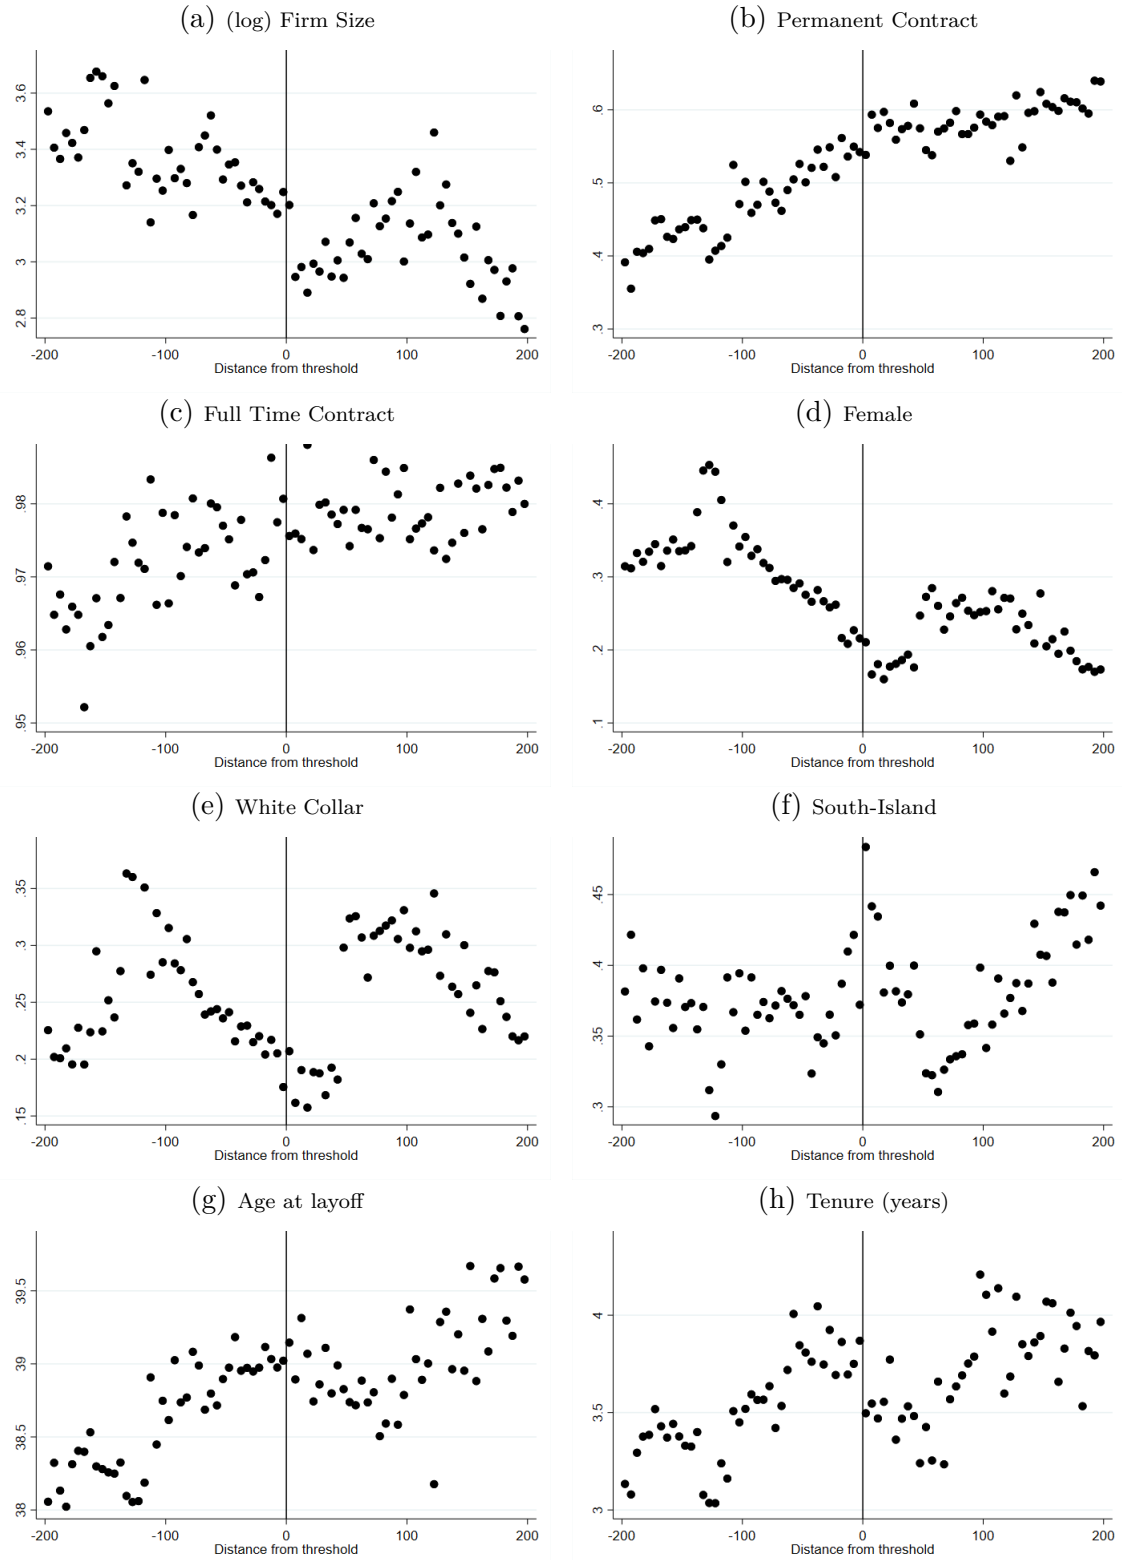 (a) (log) Firm Size
(b) Permanent Contract
3.6
3.4
3.2
3
2.8
-200 -100 0 100 200
Distance from threshold
.6
.5
.4
.3
-200 -100 0 100 200
Distance from threshold
(c) Full Time Contract
(d) Female
.98
.97
.96
.95
-200 -100 0 100 200
Distance from threshold
.4
.3
.2
.1
-200 -100 0 100 200
Distance from threshold
(e) White Collar
(f) South-Island
.35
.3
.25
.2
.15
-200 -100 0 100 200
Distance from threshold
.45
.4
.35
.3
-200 -100 0 100 200
Distance from threshold
(g) Age at layoff
(h) Tenure (years)
39.5
39
38.5
38
-200 -100 0 100 200
Distance from threshold
4
3.5
3
-200 -100 0 100 200
Distance from threshold